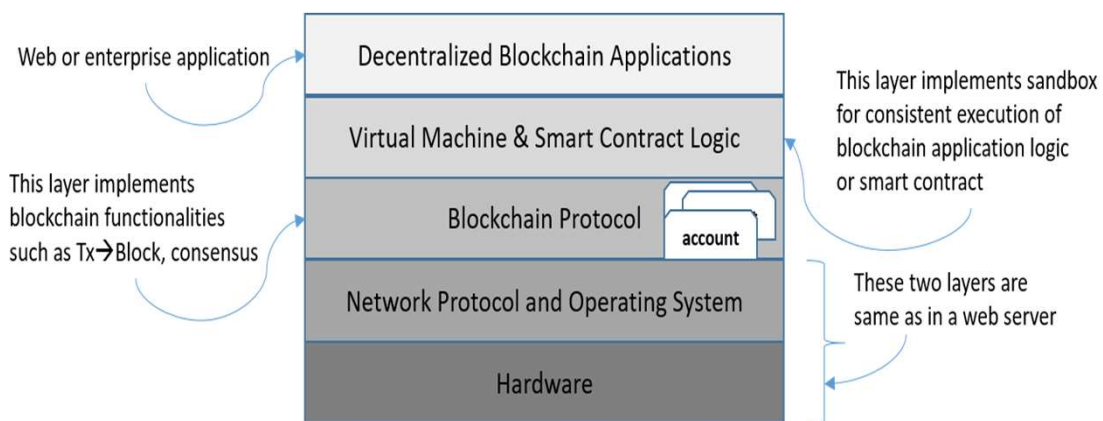 Web or enterprise application
Decentralized Blockchain Applications
This layer implements sandbox
for consistent execution of
blockchain application logic
or smart contract
Virtual Machine & Smart Contract Logic
This layer implements
blockchain functionalities
such as Tx→Block, consensus
Blockchain Protocol
account
Network Protocol and Operating System
These two layers are
same as in a web server
Hardware